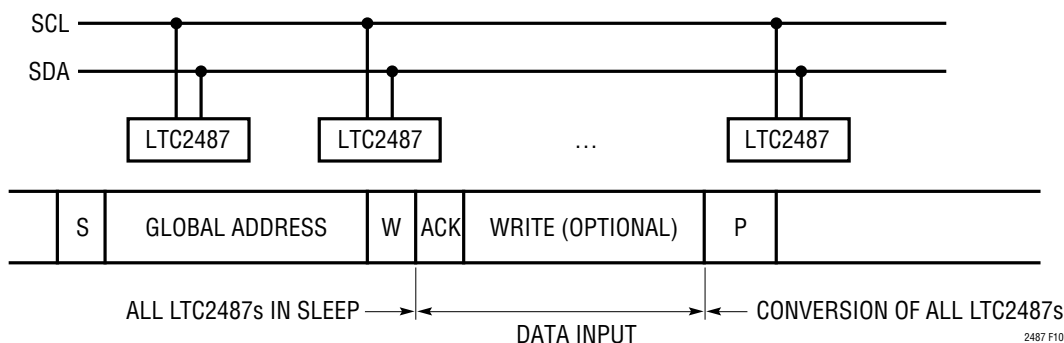 SCL
SDA
LTC2487 LTC2487 ... LTC2487
S GLOBAL ADDRESS W ACK WRITE (OPTIONAL) P
ALL LTC2487s IN SLEEP CONVERSION OF ALL LTC2487s
DATA INPUT
2487 F10